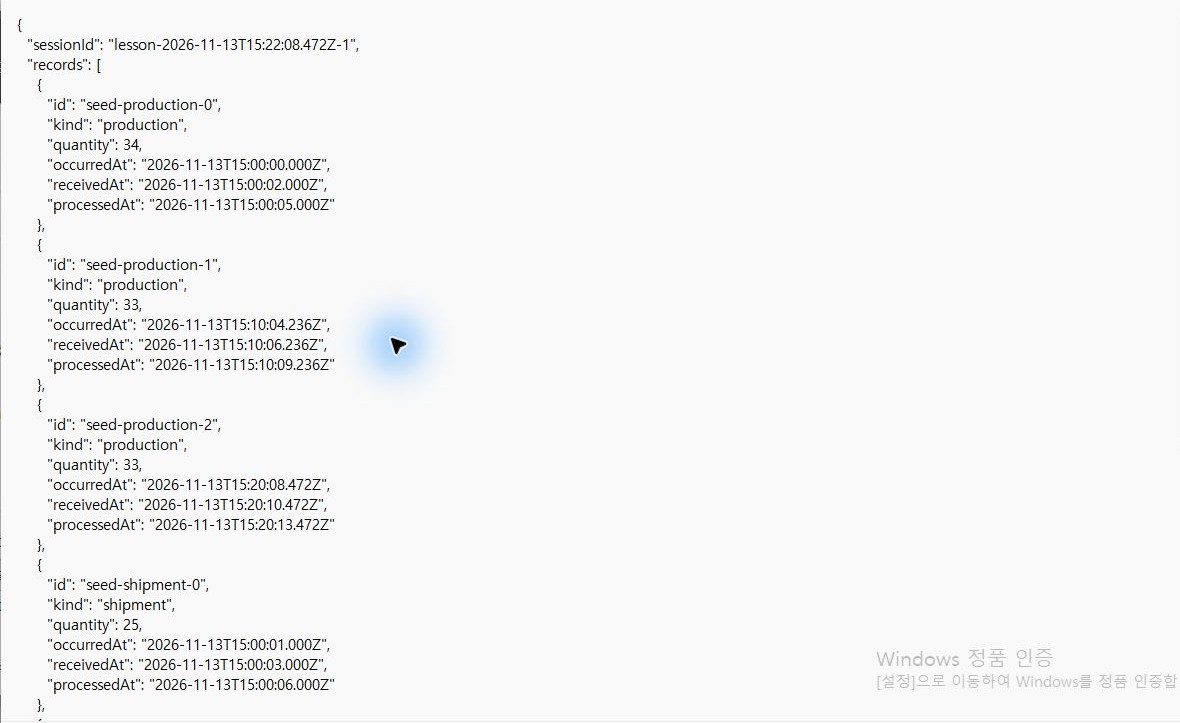 {
"sessionId": "lesson-2026-11-13T15:22:08.472Z-1",
"records": [
{
"id": "seed-production-0",
"kind": "production",
"quantity": 34,
"occurredAt": "2026-11-13T15:00:00.000Z",
"receivedAt": "2026-11-13T15:00:02.000Z",
"processedAt": "2026-11-13T15:00:05.000Z"
},
{
"id": "seed-production-1",
"kind": "production",
"quantity": 33,
"occurredAt": "2026-11-13T15:10:04.236Z",
"receivedAt": "2026-11-13T15:10:06.236Z",
"processedAt": "2026-11-13T15:10:09.236Z"
},
{
"id": "seed-production-2",
"kind": "production",
"quantity": 33,
"occurredAt": "2026-11-13T15:20:08.472Z",
"receivedAt": "2026-11-13T15:20:10.472Z",
"processedAt": "2026-11-13T15:20:13.472Z"
},
{
"id": "seed-shipment-0",
"kind": "shipment",
"quantity": 25,
"occurredAt": "2026-11-13T15:00:01.000Z",
"receivedAt": "2026-11-13T15:00:03.000Z",
"processedAt": "2026-11-13T15:00:06.000Z"
},
Windows 정품 인증
[설정]으로 이동하여 Windows를 정품 인증합